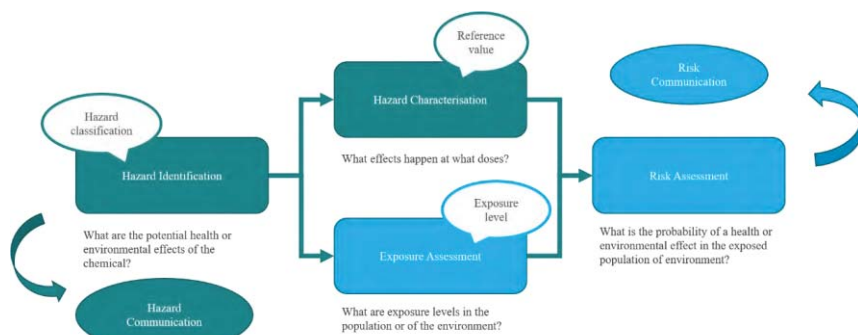 Hazard
classification
Hazard Identification
What are the potential health or
environmental effects of the
chemical?
Hazard
Communication
Reference
value
Hazard Characterisation
What effects happen at what doses?
Exposure
level
Exposure Assessment
What are exposure levels in the
population or of the environment?
Risk
Communication
Risk Assessment
What is the probability of a health or
environmental effect in the exposed
population of environment?